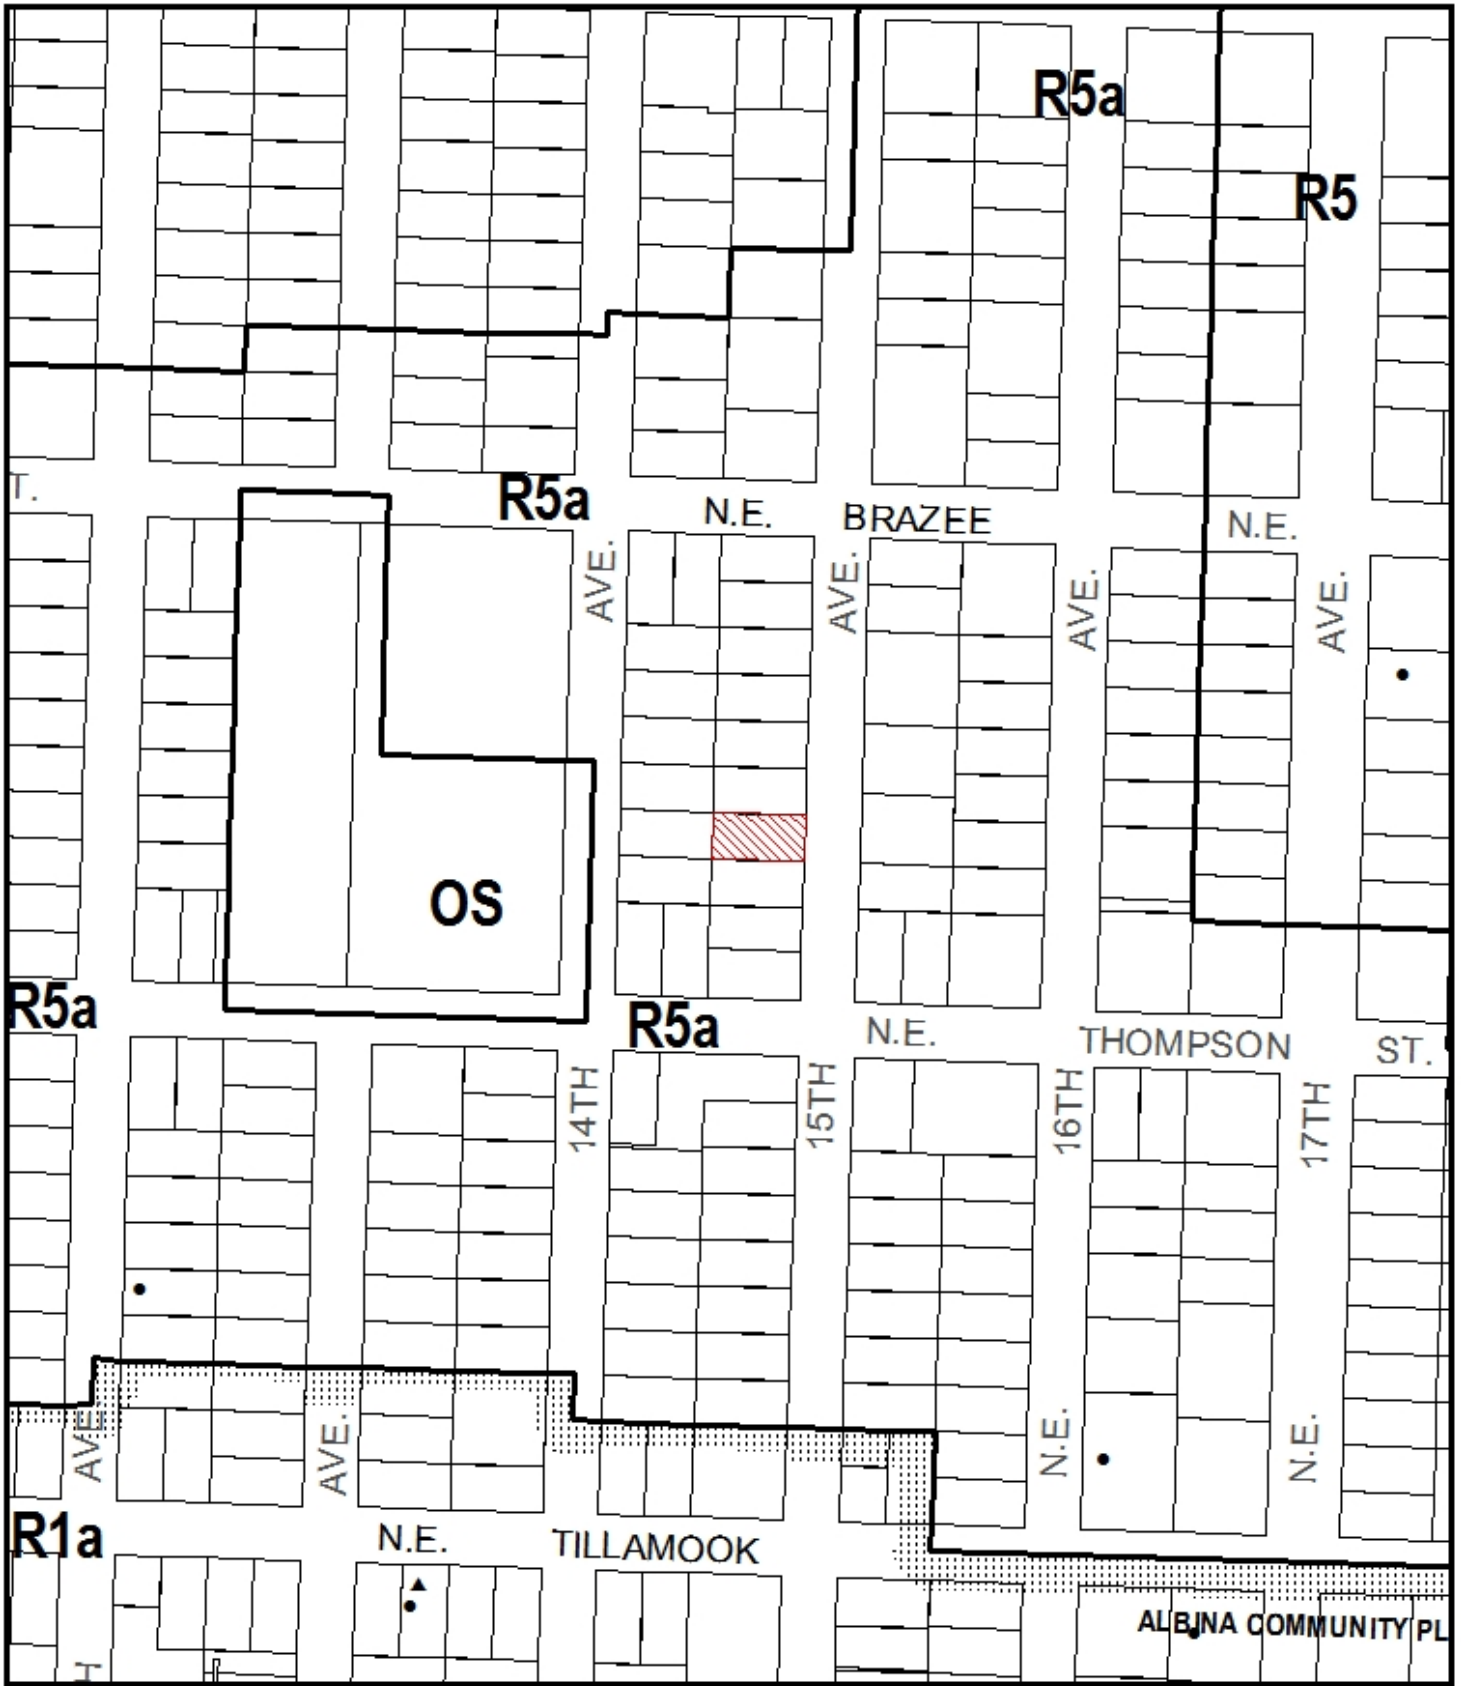 R5a
R5
T.
R5a
N.E.
BRAZEE
N.E.
AVE.
AVE.
AVE.
AVE.
OS
R5a
R5a
N.E.
THOMPSON
ST.
14TH
15TH
16TH
17TH
AVE
AVE.
N.E.
N.E.
R1a
N.E.
TILLAMOOK
ALBINA COMMUNITY PL
H